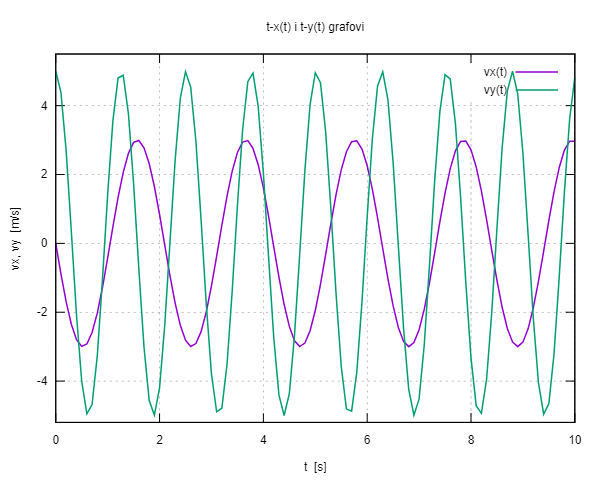 t-x(t) i t-y(t) grafovi
vx(t)
vy(t)
4
2
0
-2
-4
vx, vy [m/s]
0 2 4 6 8 10
t [s]